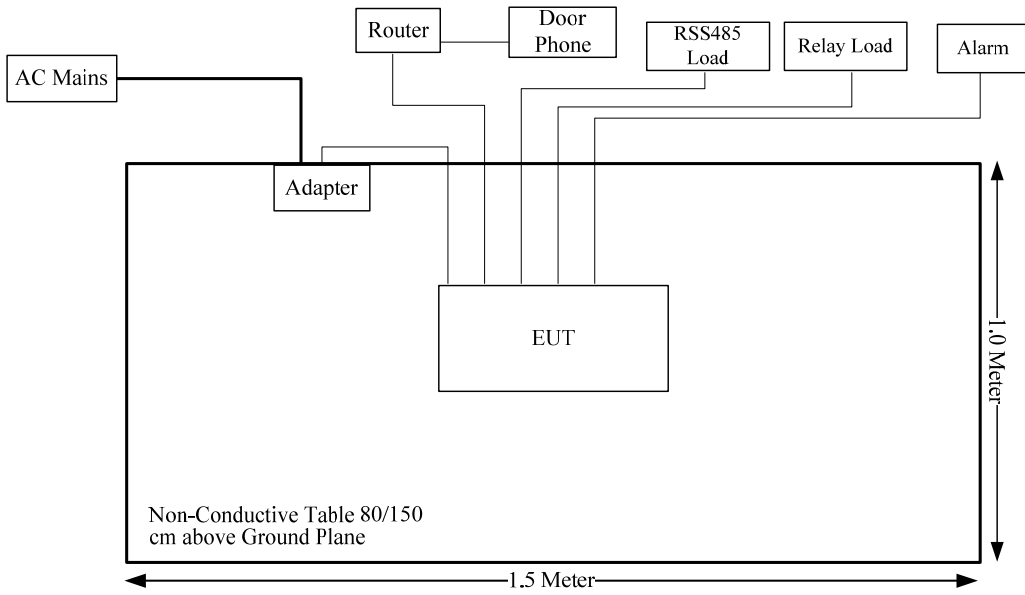 Router
Door
Phone
RSS485
Load
Relay Load
Alarm
AC Mains
Adapter
EUT
1.0 Meter
Non-Conductive Table 80/150
cm above Ground Plane
1.5 Meter